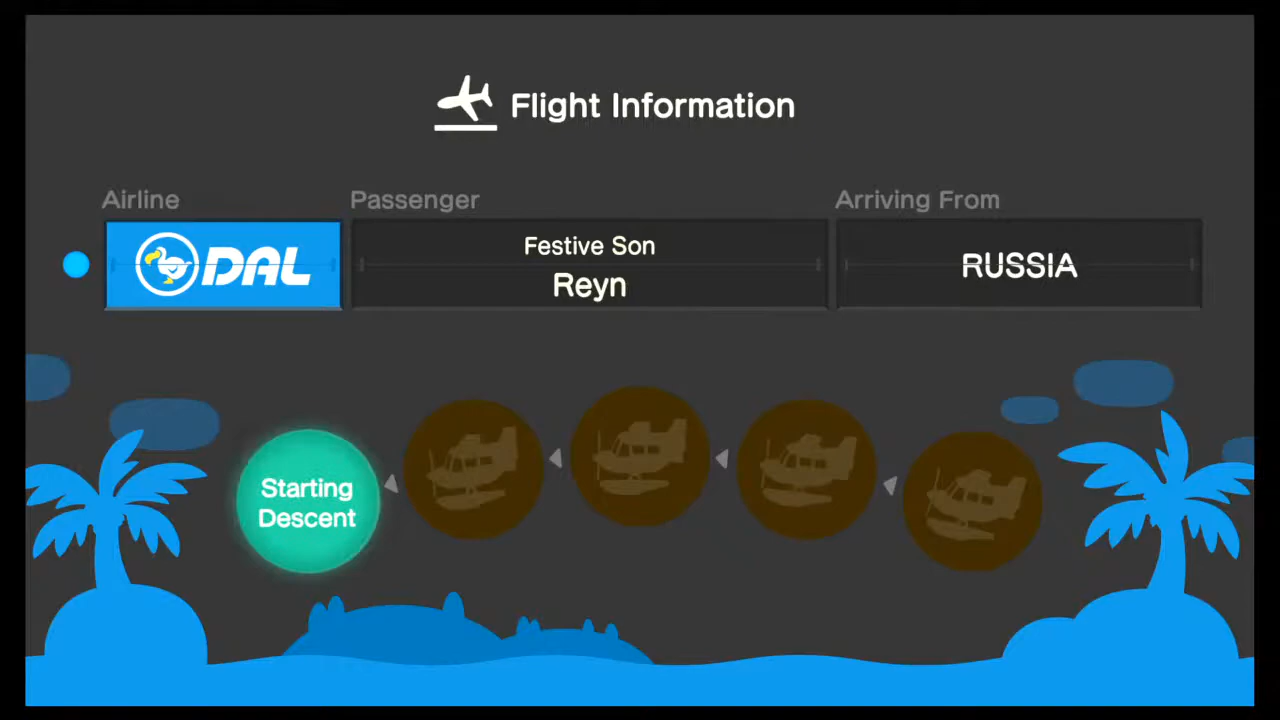 Flight Information
Airline
Passenger
Arriving From
DAL
Festive Son
Reyn
RUSSIA
Starting
Descent